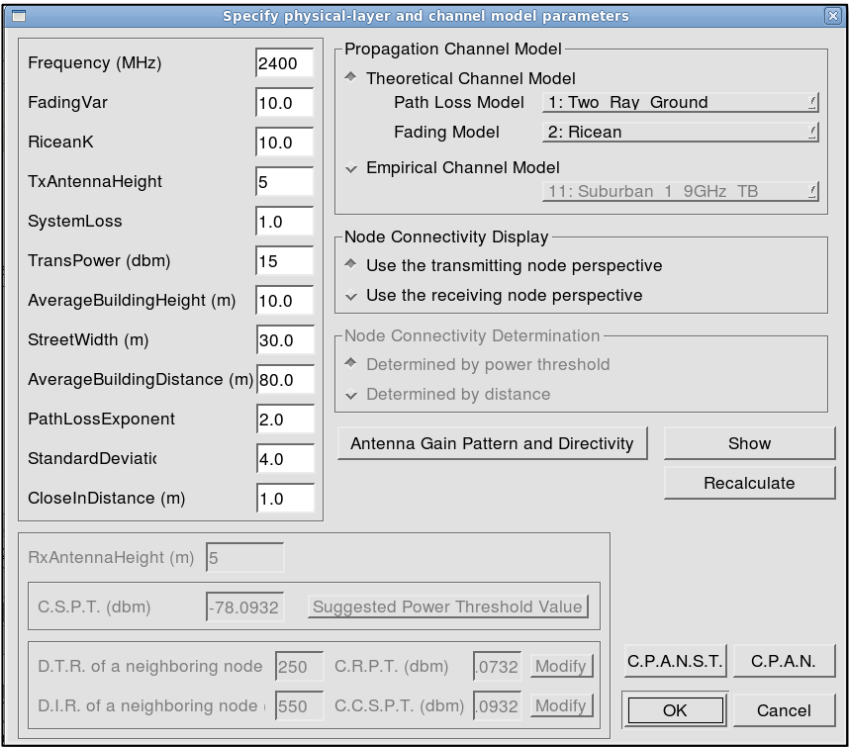 Specify physical-layer and channel model parameters
Frequency (MHz) 2400
FadingVar 10.0
RiceanK 10.0
TxAntennaHeight 5
SystemLoss 1.0
TransPower (dbm) 15
AverageBuildingHeight (m) 10.0
StreetWidth (m) 30.0
AverageBuildingDistance (m) 80.0
PathLossExponent 2.0
StandardDeviatic 4.0
CloseInDistance (m) 1.0
Propagation Channel Model
Theoretical Channel Model
Path Loss Model 1: Two Ray Ground
Fading Model 2: Ricean
Empirical Channel Model
11: Suburban 1 9GHz TB
Node Connectivity Display
Use the transmitting node perspective
Use the receiving node perspective
Node Connectivity Determination
Determined by power threshold
Determined by distance
Antenna Gain Pattern and Directivity Show
Recalculate
RxAntennaHeight (m) 5
C.S.P.T. (dbm) -78.0932 Suggested Power Threshold Value
D.T.R. of a neighboring node 250 C.R.P.T. (dbm) .0732 Modify
D.I.R. of a neighboring node ( 550 C.C.S.P.T. (dbm) .0932 Modify
C.P.A.N.S.T. C.P.A.N.
OK Cancel